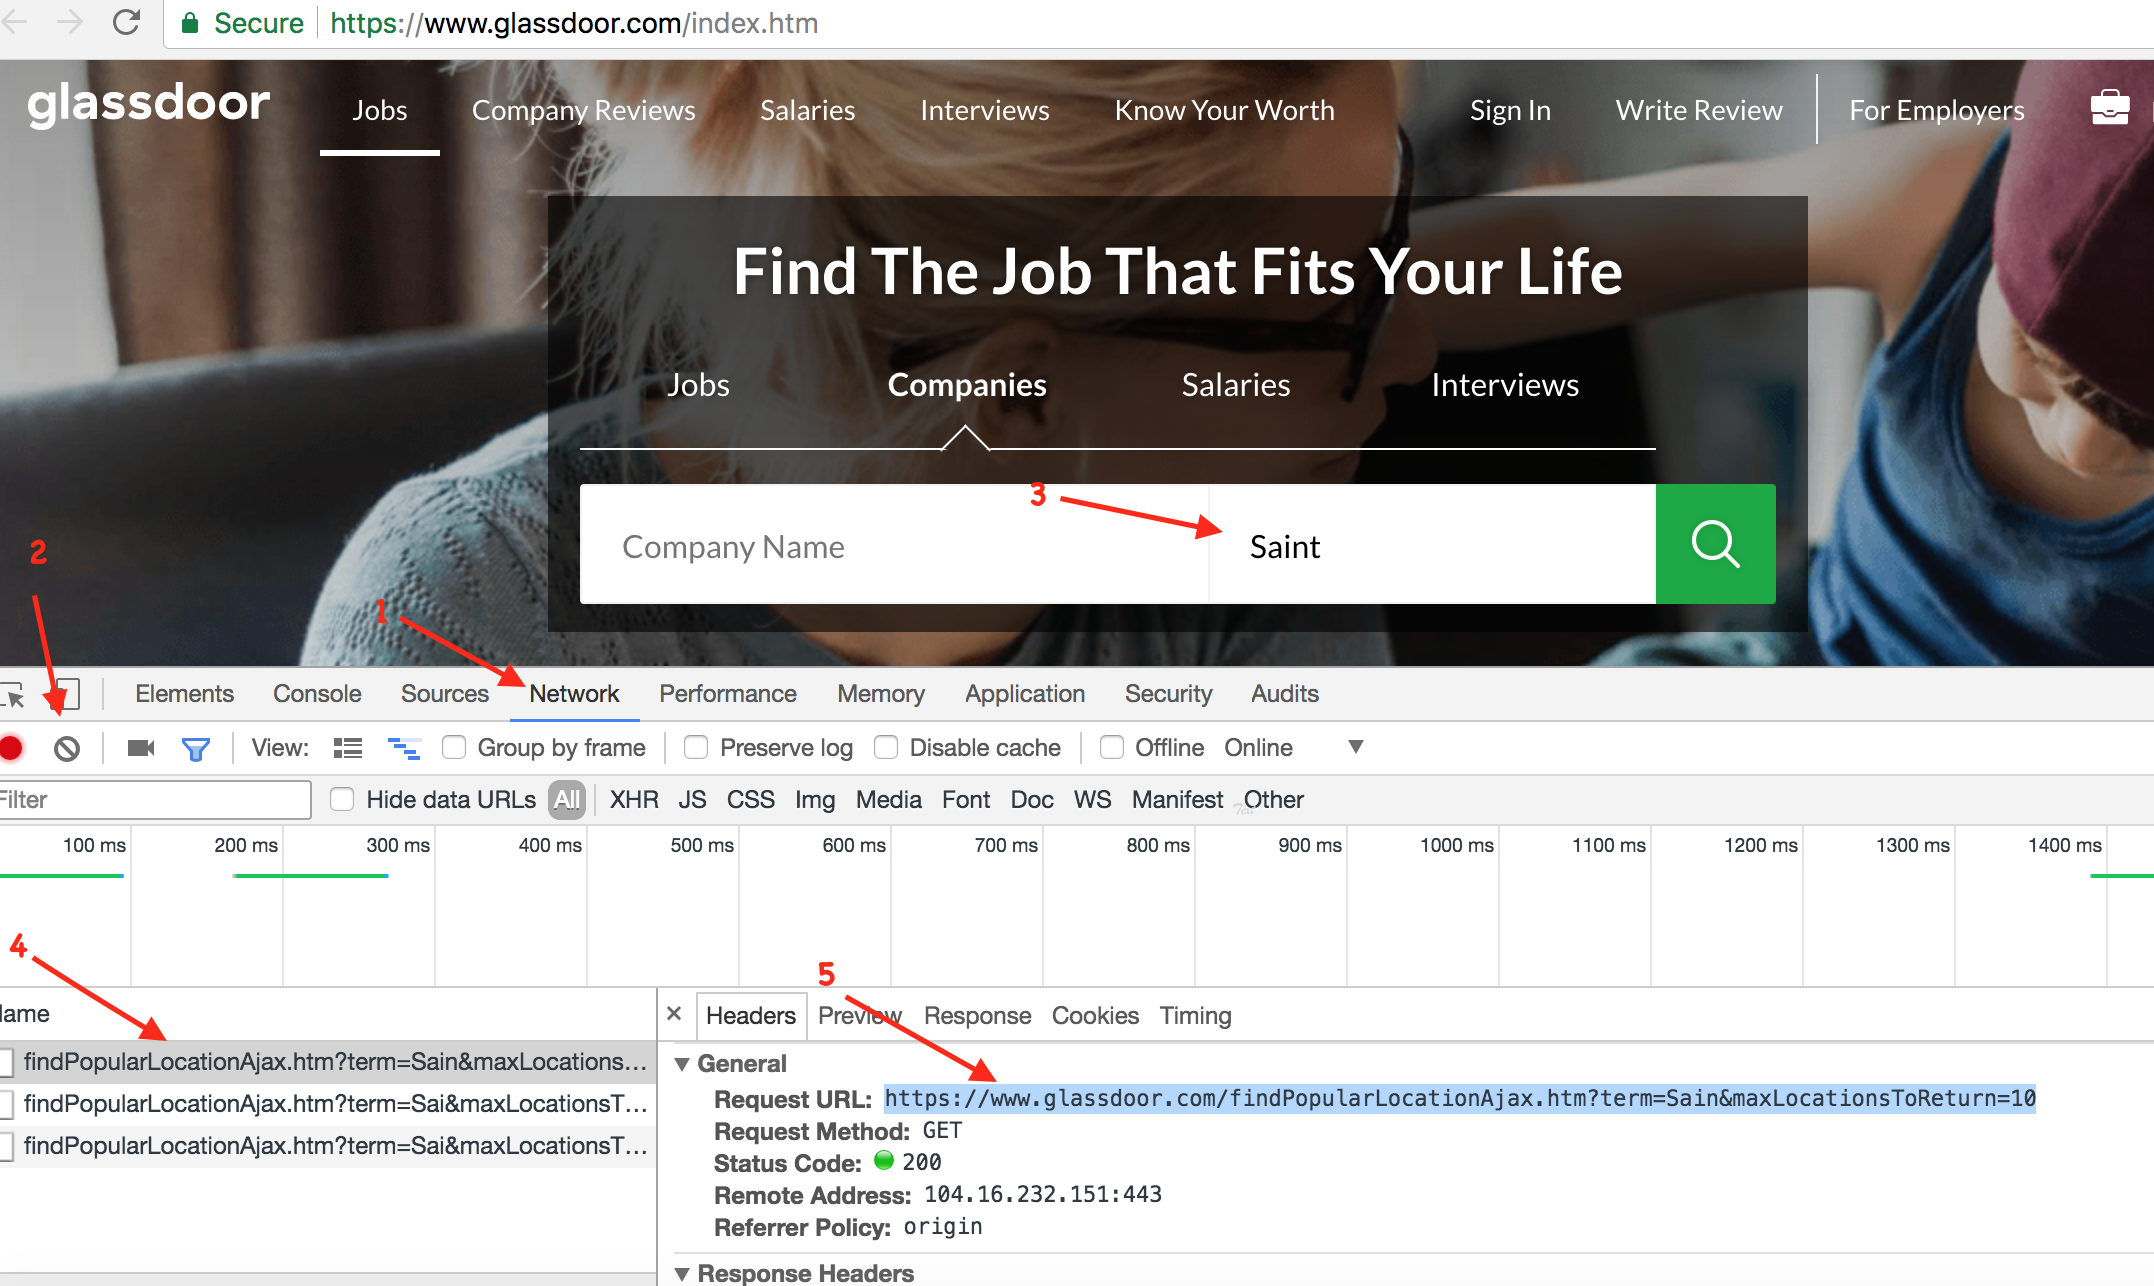 Secure https://www.glassdoor.com/index.htm
glassdoor Jobs Company Reviews Salaries Interviews Know Your Worth Sign In Write Review For Employers
Find The Job That Fits Your Life
Jobs Companies Salaries Interviews
3
Company Name Saint
2
1
Elements Console Sources Network Performance Memory Application Security Audits
View: Group by frame Preserve log Disable cache Offline Online
Filter Hide data URLs All XHR JS CSS Img Media Font Doc WS Manifest Other
100 ms 200 ms 300 ms 400 ms 500 ms 600 ms 700 ms 800 ms 900 ms 1000 ms 1100 ms 1200 ms 1300 ms 1400 ms
4
5
lame × Headers Preview Response Cookies Timing
findPopularLocationAjax.htm?term=Sain&maxLocations...
findPopularLocationAjax.htm?term=Sai&maxLocationsT...
findPopularLocationAjax.htm?term=Sai&maxLocationsT...
General
Request URL: https://www.glassdoor.com/findPopularLocationAjax.htm?term=Sain&maxLocationsToReturn=10
Request Method: GET
Status Code: 200
Remote Address: 104.16.232.151:443
Referrer Policy: origin
Response Headers